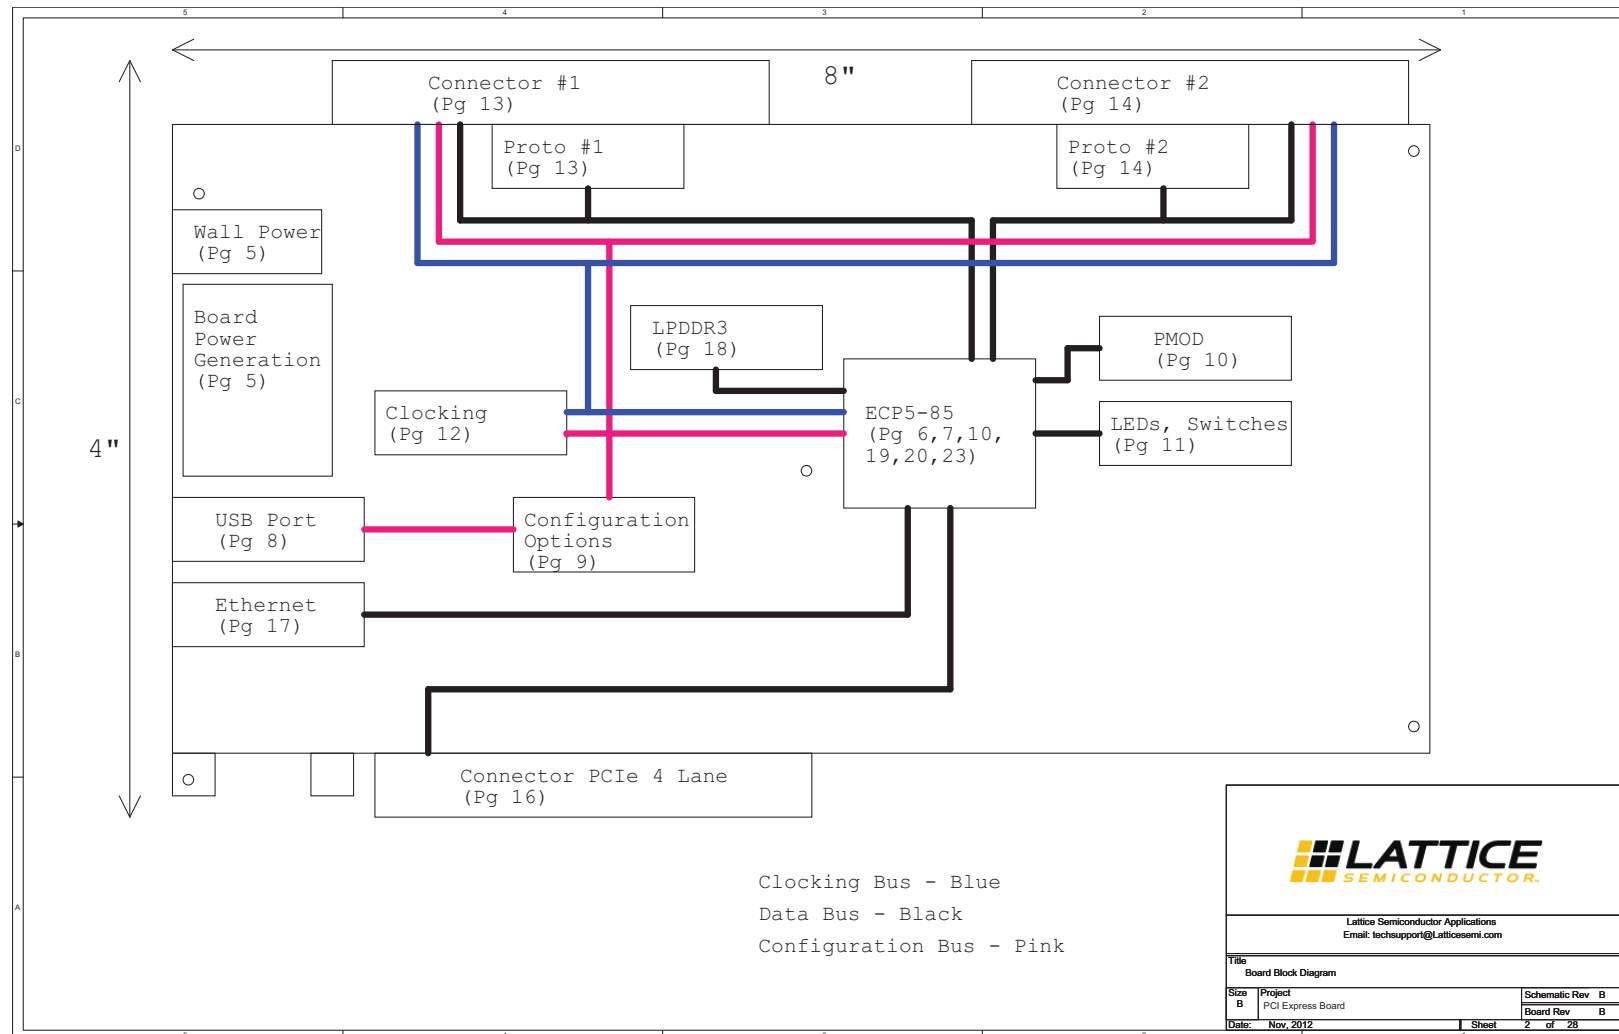 5 4 3 2 1
8"
Connector #1
(Pg 13)
Connector #2
(Pg 14)
Proto #1
(Pg 13)
Proto #2
(Pg 14)
D
Wall Power
(Pg 5)
Board
Power
Generation
(Pg 5)
LPDDR3
(Pg 18)
PMOD
(Pg 10)
C
4"
Clocking
(Pg 12)
ECP5-85
(Pg 6,7,10,
19,20,23)
LEDs, Switches
(Pg 11)
USB Port
(Pg 8)
Configuration
Options
(Pg 9)
Ethernet
(Pg 17)
B
Connector PCIe 4 Lane
(Pg 16)
Clocking Bus - Blue
Data Bus - Black
Configuration Bus - Pink
A
LATTICE
SEMICONDUCTOR
Lattice Semiconductor Applications
Email: techsupport@Latticesemi.com
Title
Board Block Diagram
Size
B
Project
PCI Express Board
Schematic Rev B
Board Rev B
Date: Nov, 2012
Sheet 2 of 28